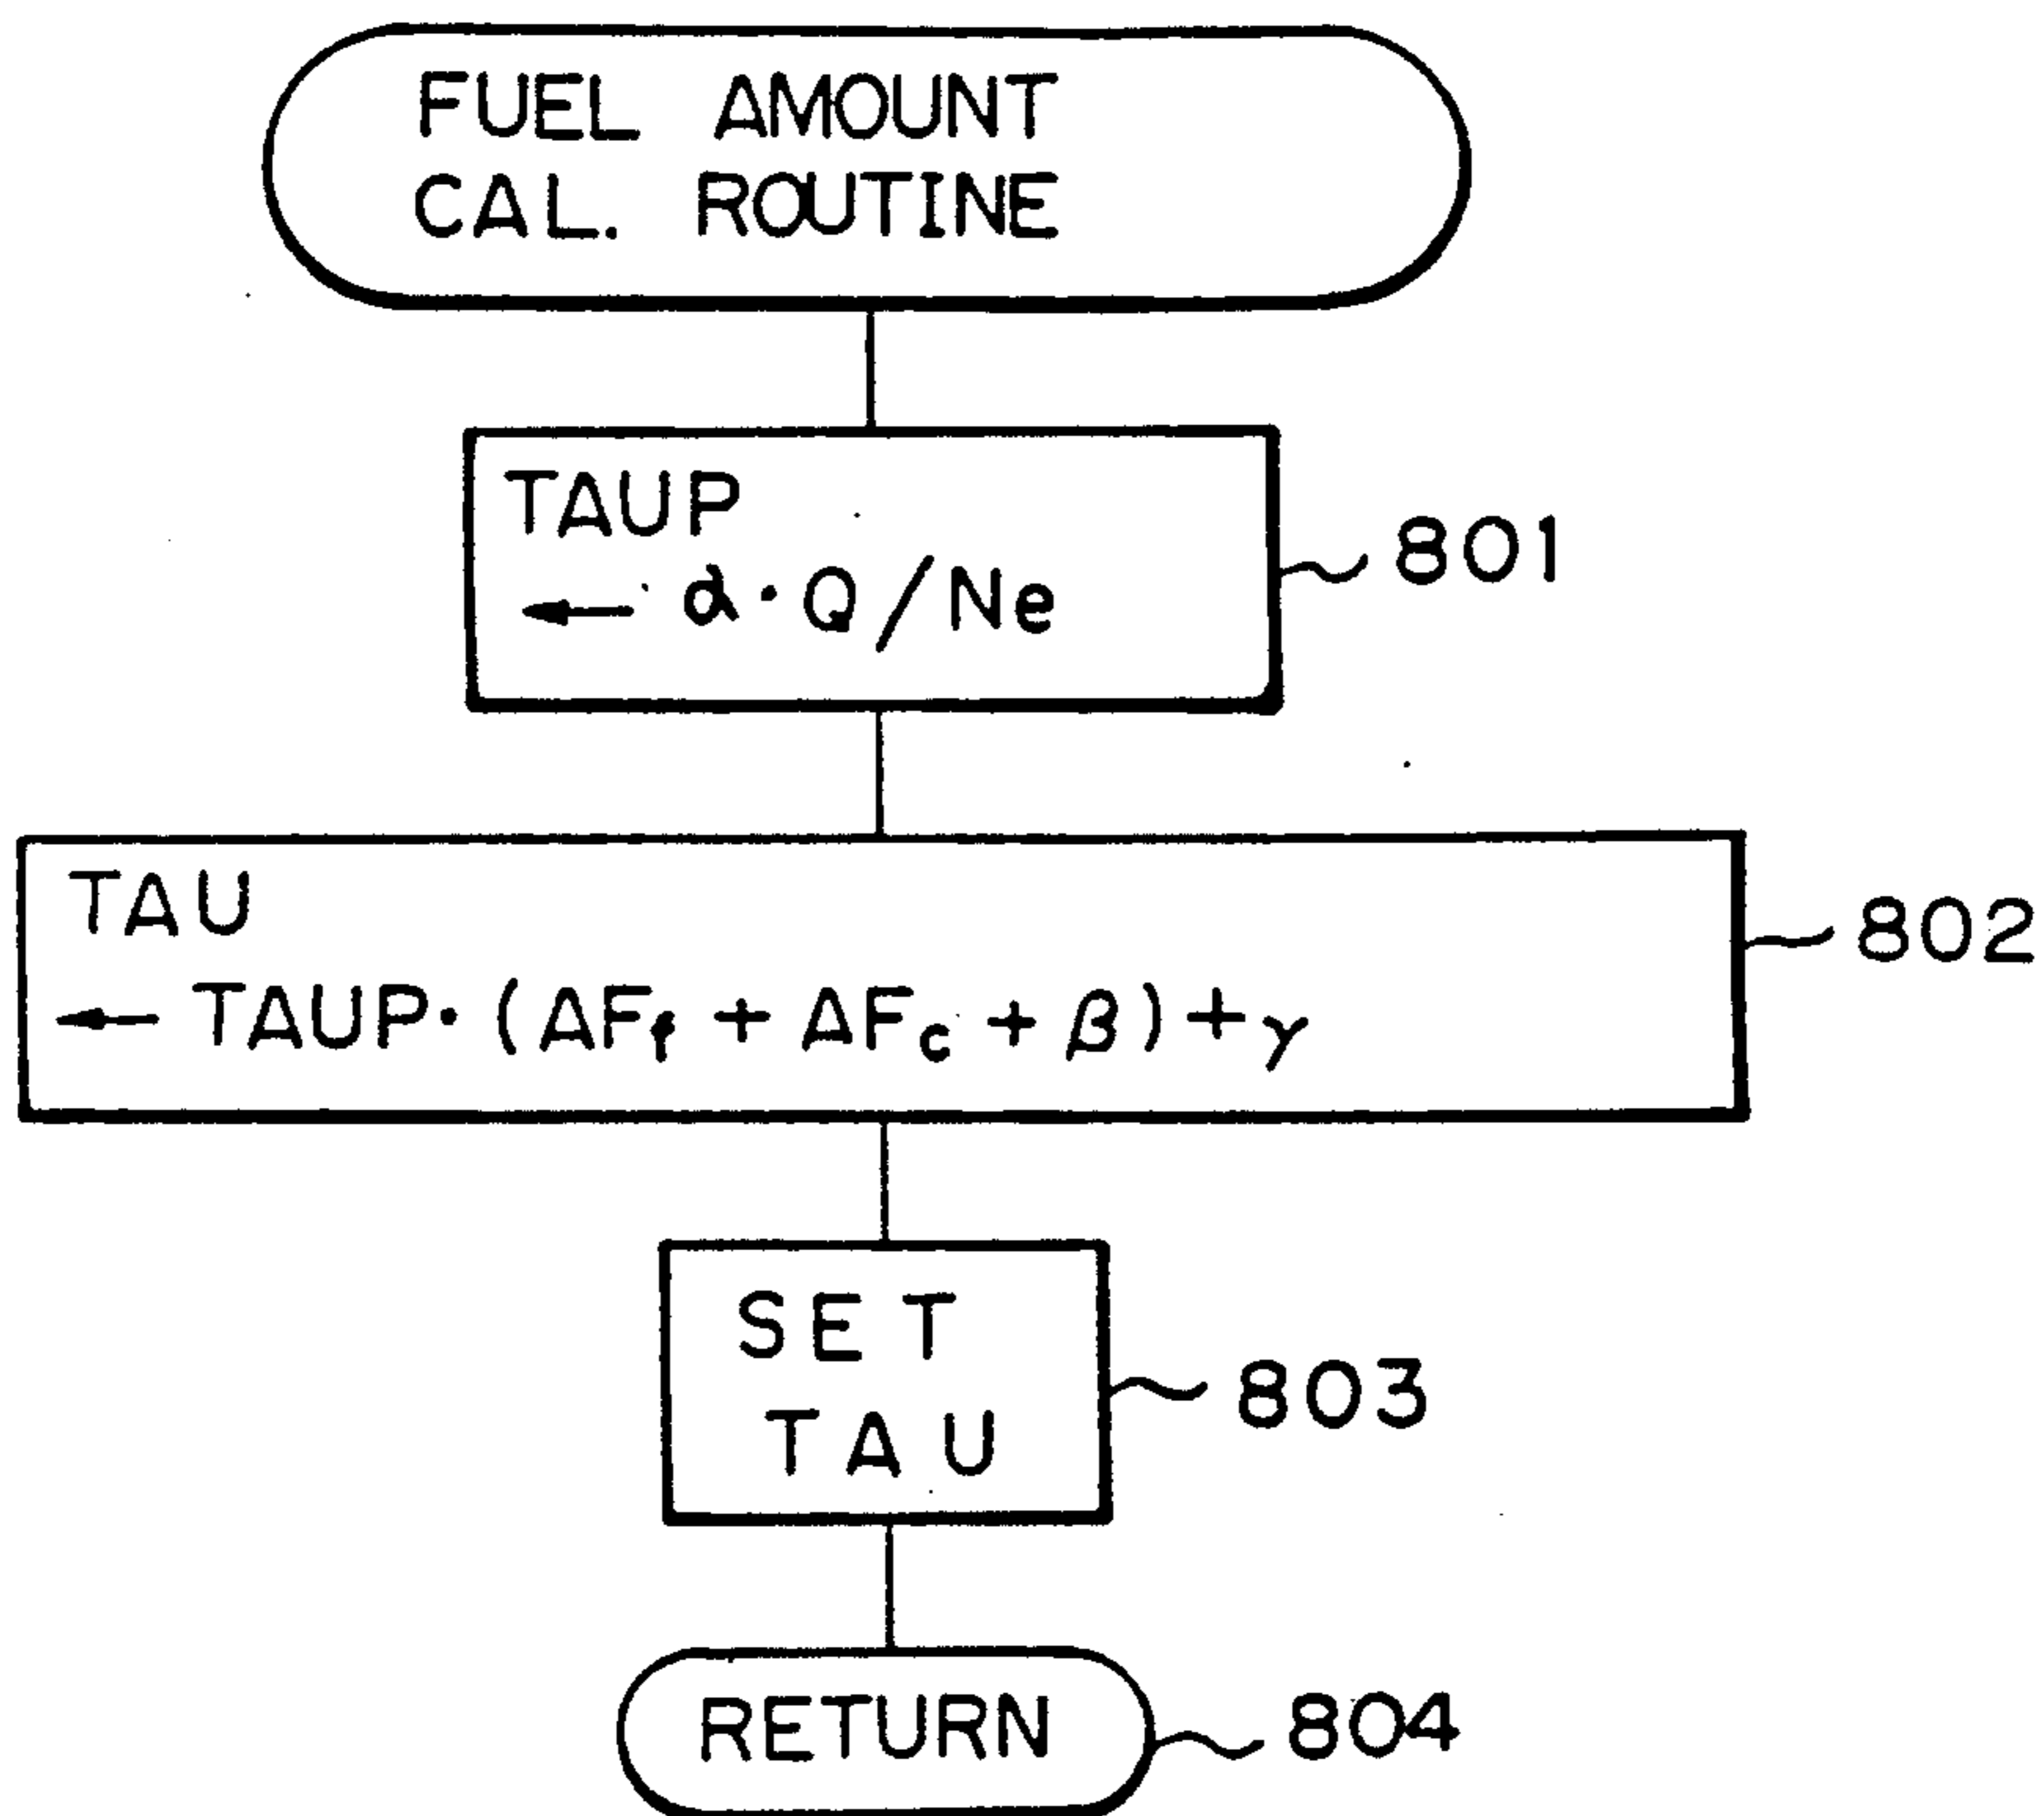 FUEL AMOUNT
CAL. ROUTINE
TAUP
← α·Q/Ne
801
TAU
← TAUP·(AFf + AFc + β)+γ
802
SET
TAU
803
RETURN
804